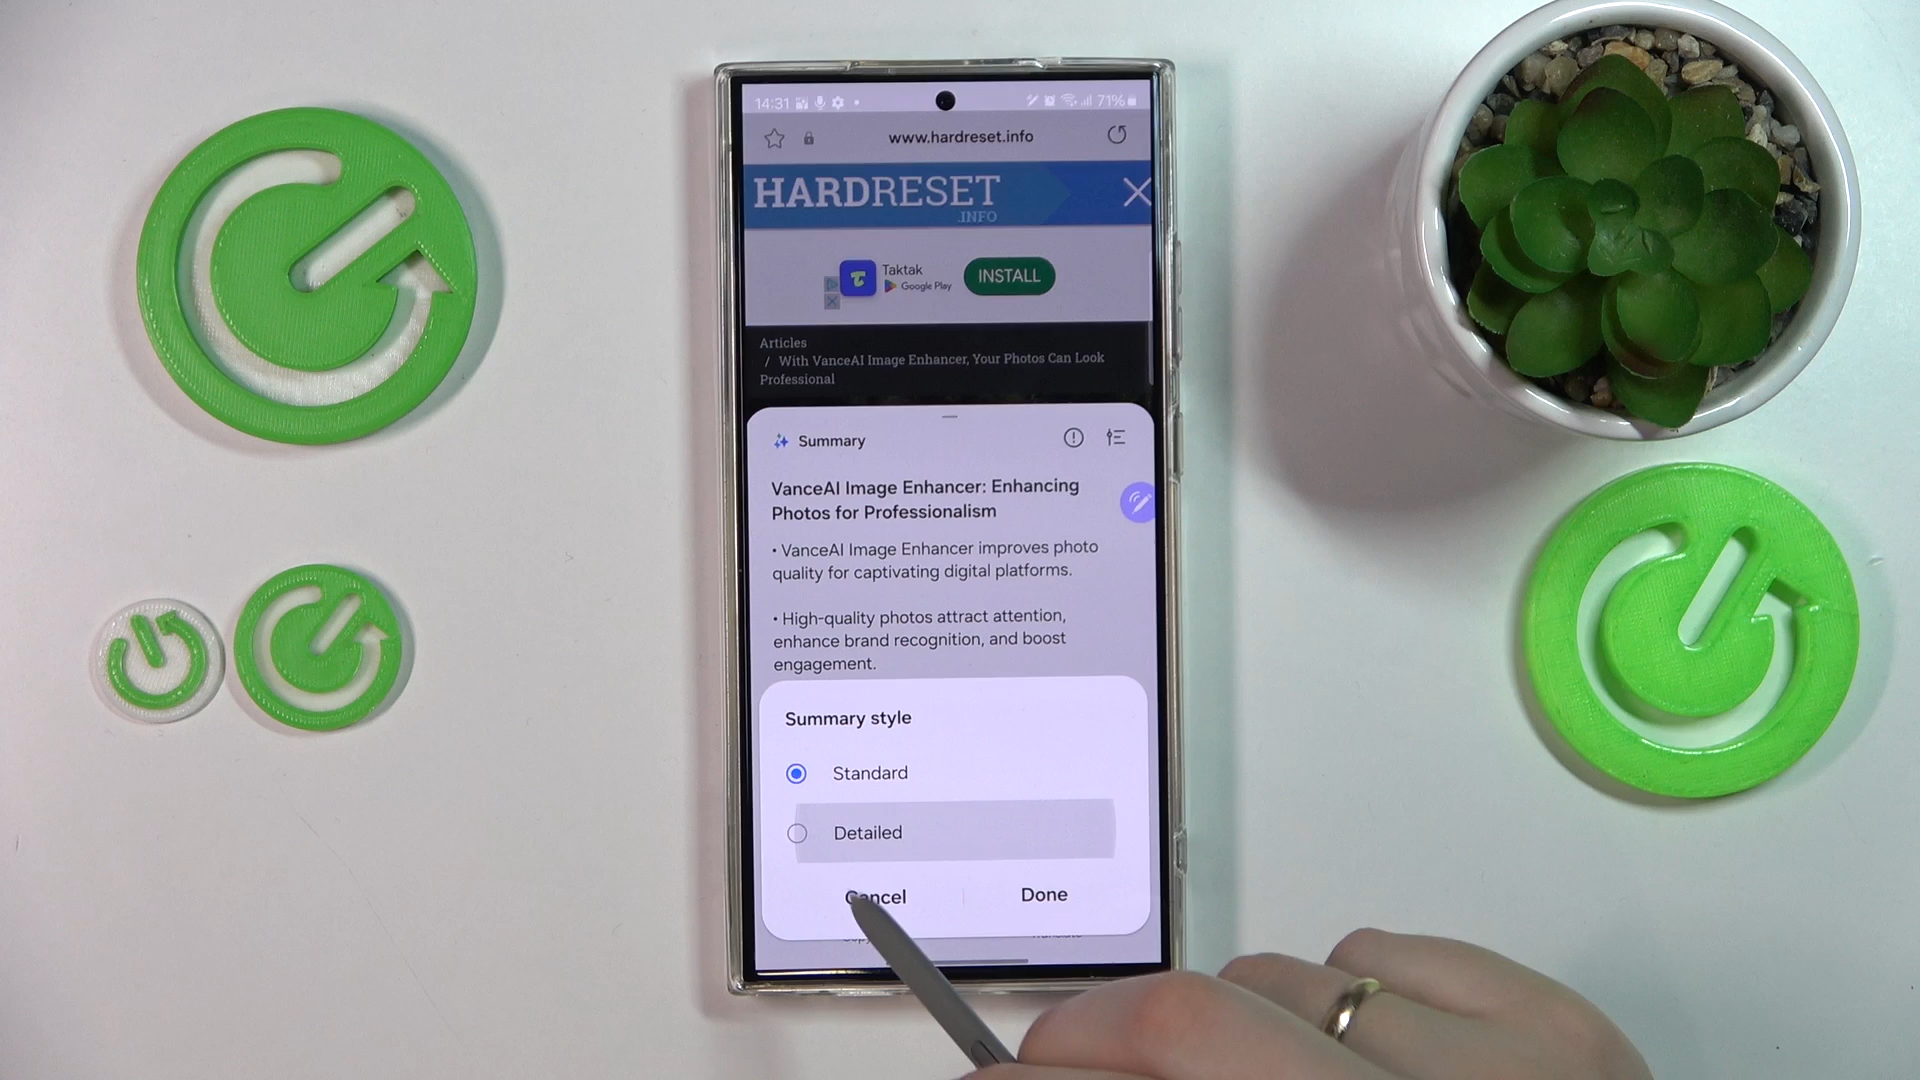 14:31
71%
www.hardreset.info
HARDRESET
.INFO
Taktak
Google Play
INSTALL
Articles
/ With VanceAI Image Enhancer, Your Photos Can Look
Professional
Summary
VanceAI Image Enhancer: Enhancing
Photos for Professionalism
• VanceAI Image Enhancer improves photo
quality for captivating digital platforms.
• High-quality photos attract attention,
enhance brand recognition, and boost
engagement.
Summary style
Standard
Detailed
Cancel
Done